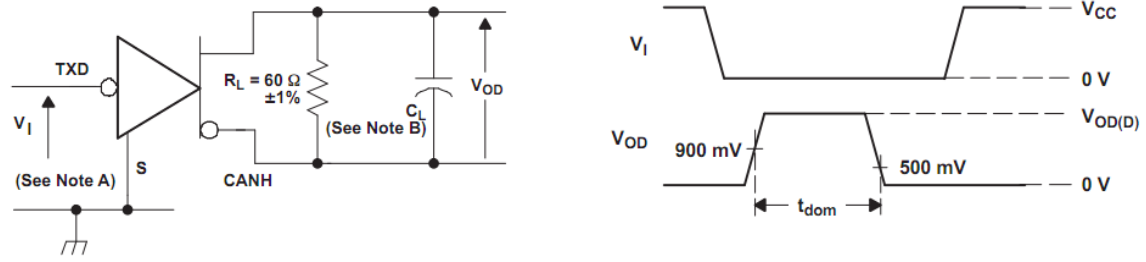 TXD
V_I
(See Note A)
S
CANH
R_L = 60 Ω
±1%
(See Note B)
C_L
V_OD
V_I
V_CC
0 V
V_OD
900 mV
V_OD(D)
500 mV
0 V
t_dom